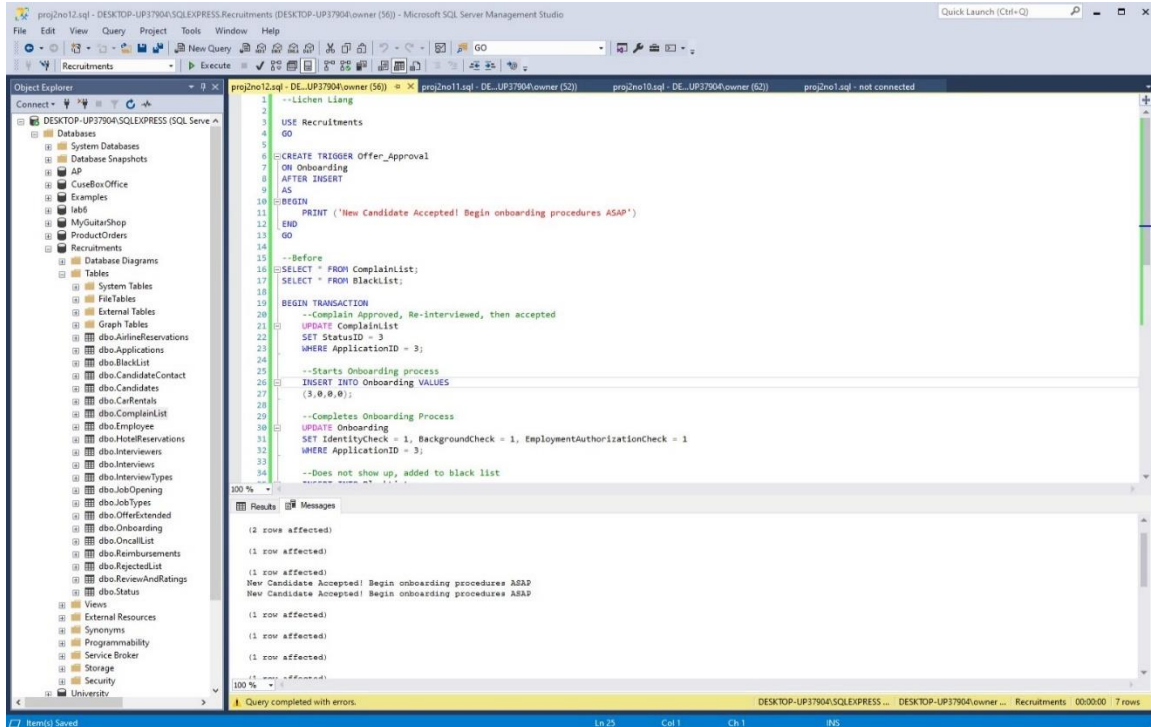 proj2no12.sql - DESKTOP-UP37904\SQLEXPRESS.Recruitments (DESKTOP-UP37904\owner (56)) - Microsoft SQL Server Management Studio
Quick Launch (Ctrl+Q)
File Edit View Query Project Tools Window Help
New Query GO
Recruitments Execute
Object Explorer
Connect
DESKTOP-UP37904\SQLEXPRESS (SQL Serve
Databases
System Databases
Database Snapshots
AP
CuseBoxOffice
Examples
lab6
MyGuitarShop
ProductOrders
Recruitments
Database Diagrams
Tables
System Tables
FileTables
External Tables
Graph Tables
dbo.AirlineReservations
dbo.Applications
dbo.BlackList
dbo.CandidateContact
dbo.Candidates
dbo.CarRentals
dbo.ComplainList
dbo.Employee
dbo.HotelReservations
dbo.Interviewers
dbo.Interviews
dbo.InterviewTypes
dbo.JobOpening
dbo.JobTypes
dbo.OfferExtended
dbo.Onboarding
dbo.OncallList
dbo.Reimbursements
dbo.RejectedList
dbo.ReviewAndRatings
dbo.Status
Views
External Resources
Synonyms
Programmability
Service Broker
Storage
Security
University
proj2no12.sql - DE...UP37904\owner (56)) proj2no11.sql - DE...UP37904\owner (52)) proj2no10.sql - DE...UP37904\owner (62)) proj2no1.sql - not connected
1 --Lichen Liang
2
3 USE Recruitments
4 GO
5
6 CREATE TRIGGER Offer_Approval
7 ON Onboarding
8 AFTER INSERT
9 AS
10 BEGIN
11 PRINT ('New Candidate Accepted! Begin onboarding procedures ASAP')
12 END
13 GO
14
15 --Before
16 SELECT * FROM ComplainList;
17 SELECT * FROM BlackList;
18
19 BEGIN TRANSACTION
20 --Complain Approved, Re-interviewed, then accepted
21 UPDATE ComplainList
22 SET StatusID = 3
23 WHERE ApplicationID = 3;
24
25 --Starts Onboarding process
26 INSERT INTO Onboarding VALUES
27 (3,0,0,0);
28
29 --Completes Onboarding Process
30 UPDATE Onboarding
31 SET IdentityCheck = 1, BackgroundCheck = 1, EmploymentAuthorizationCheck = 1
32 WHERE ApplicationID = 3;
33
34 --Does not show up, added to black list
100 %
Results Messages
(2 rows affected)
(1 row affected)
(1 row affected)
New Candidate Accepted! Begin onboarding procedures ASAP
New Candidate Accepted! Begin onboarding procedures ASAP
(1 row affected)
(1 row affected)
(1 row affected)
100 %
Query completed with errors. DESKTOP-UP37904\SQLEXPRESS ... DESKTOP-UP37904\owner ... Recruitments 00:00:00 7 rows
Item(s) Saved Ln 25 Col 1 Ch 1 INS